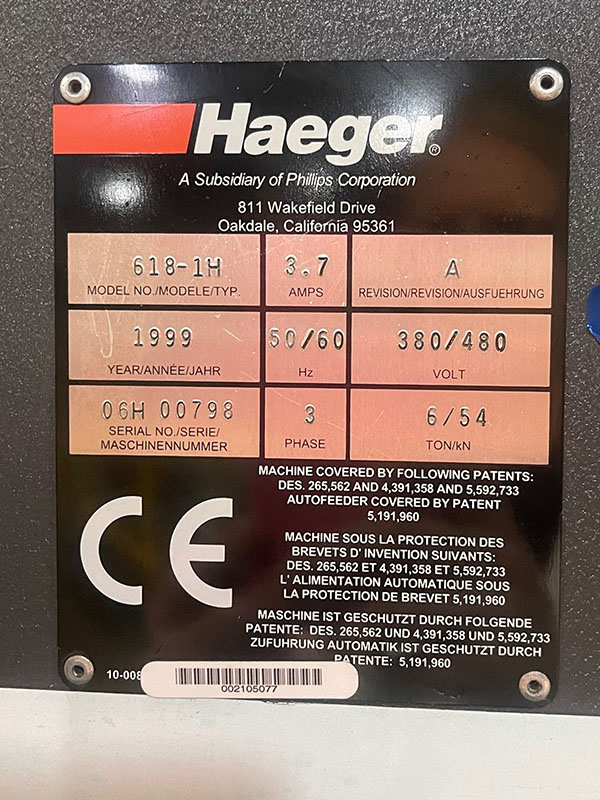 Haeger®
A Subsidiary of Phillips Corporation
811 Wakefield Drive
Oakdale, California 95361
618-1H
MODEL NO./MODELE/TYP.
3.7
AMPS
A
REVISION/REVISION/AUSFUEHRUNG
1999
YEAR/ANNÉE/JAHR
50/60
Hz
380/480
VOLT
06H 00798
SERIAL NO./SERIE/
MASCHINENNUMMER
3
PHASE
6/54
TON/kN
MACHINE COVERED BY FOLLOWING PATENTS:
DES. 265,562 AND 4,391,358 AND 5,592,733
AUTOFEEDER COVERED BY PATENT
5,191,960
CE
MACHINE SOUS LA PROTECTION DES
BREVETS D' INVENTION SUIVANTS:
DES. 265,562 ET 4,391,358 ET 5,592,733
L' ALIMENTATION AUTOMATIQUE SOUS
LA PROTECTION DE BREVET 5,191,960
MASCHINE IST GESCHUTZT DURCH FOLGENDE
PATENTE: DES. 265,562 UND 4,391,358 UND 5,592,733
ZUFUHRUNG AUTOMATIK IST GESCHUTZT DURCH
PATENTE: 5,191,960
10-008
002105077